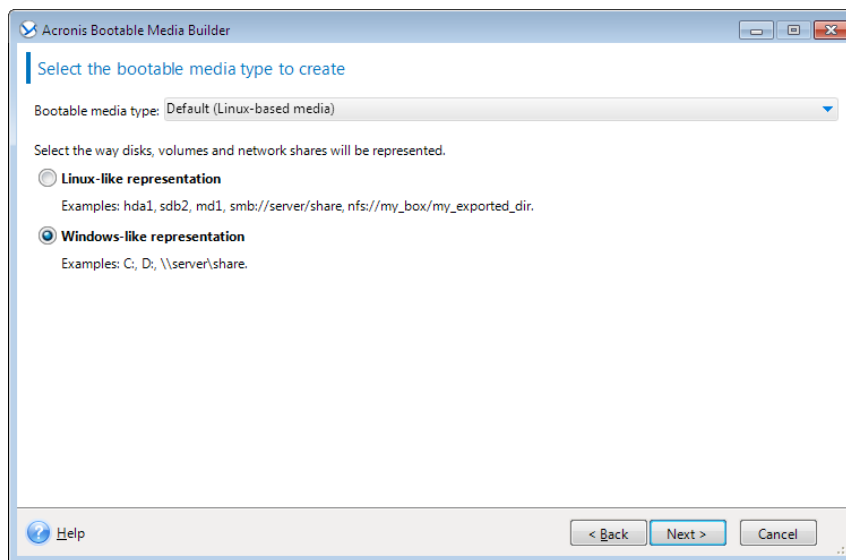 Acronis Bootable Media Builder
Select the bootable media type to create
Bootable media type: Default (Linux-based media)
Select the way disks, volumes and network shares will be represented.
Linux-like representation
Examples: hda1, sdb2, md1, smb://server/share, nfs://my_box/my_exported_dir.
Windows-like representation
Examples: C:, D:, \\server\share.
Help
< Back Next > Cancel